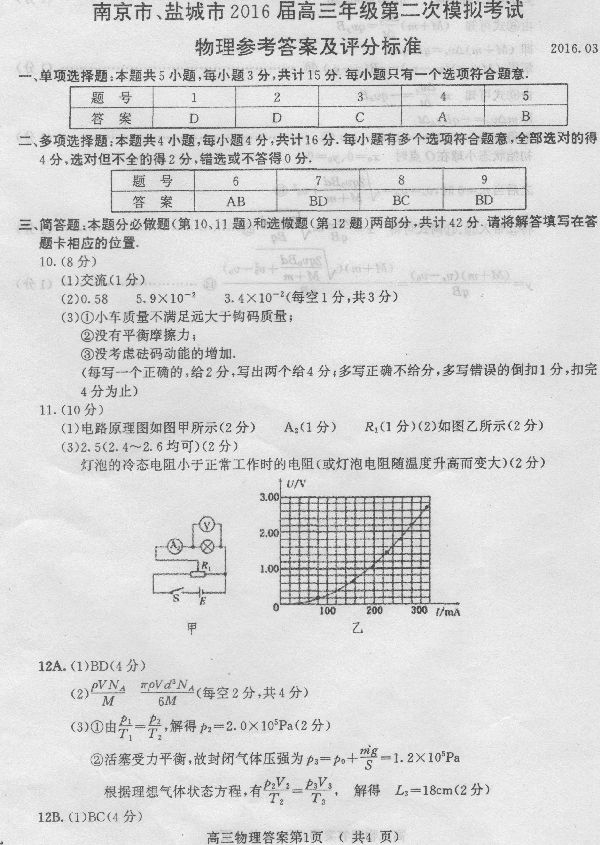 南京市、盐城市2016届高三年级第二次模拟考试
物理参考答案及评分标准
2016.03
一、单项选择题:本题共5小题,每小题3分,共计15分.每小题只有一个选项符合题意.
题 号 1 2 3 4 5
答 案 D D C A B
二、多项选择题:本题共4小题,每小题4分,共计16分.每小题有多个选项符合题意,全部选对的得
4分,选对但不全的得2分,错选或不答得0分.
题 号 6 7 8 9
答 案 AB BD BC BD
三、简答题:本题分必做题(第10,11题)和选做题(第12题)两部分,共计42分.请将解答填写在答
题卡相应的位置.
10.(8分)
(1)交流(1分)
(2)0.58 5.9×10⁻² 3.4×10⁻²(每空1分,共3分)
(3)①小车质量不满足远大于钩码质量;
②没有平衡摩擦力;
③没考虑砝码动能的增加.
(每写一个正确的,给2分,写出两个给4分;多写正确不给分,多写错误的倒扣1分,扣完
4分为止)
11.(10分)
(1)电路原理图如图甲所示(2分) A₂(1分) R₁(1分)(2)如图乙所示(2分)
(3)2.5(2.4~2.6均可)(2分)
灯泡的冷态电阻小于正常工作时的电阻(或灯泡电阻随温度升高而变大)(2分)
U/V
3.00
2.00
1.00
0 100 200 300 I/mA
V
A₂
R₁
S E
甲 乙
12A.(1)BD(4分)
(2) ρVN_A/M πρVd³N_A/6M (每空2分,共4分)
(3)①由p₁/T₁=p₂/T₂,解得p₂=2.0×10⁵Pa(2分)
②活塞受力平衡,故封闭气体压强为p₃=p₀+mg/S=1.2×10⁵Pa
根据理想气体状态方程,有p₂V₂/T₂=p₃V₃/T₃, 解得 L₃=18cm(2分)
12B.(1)BC(4分)
高三物理答案第1页 ( 共4 页)